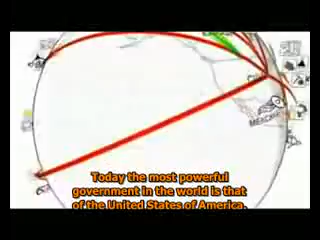 Today the most powerful
government in the world is that
of the United States of America.